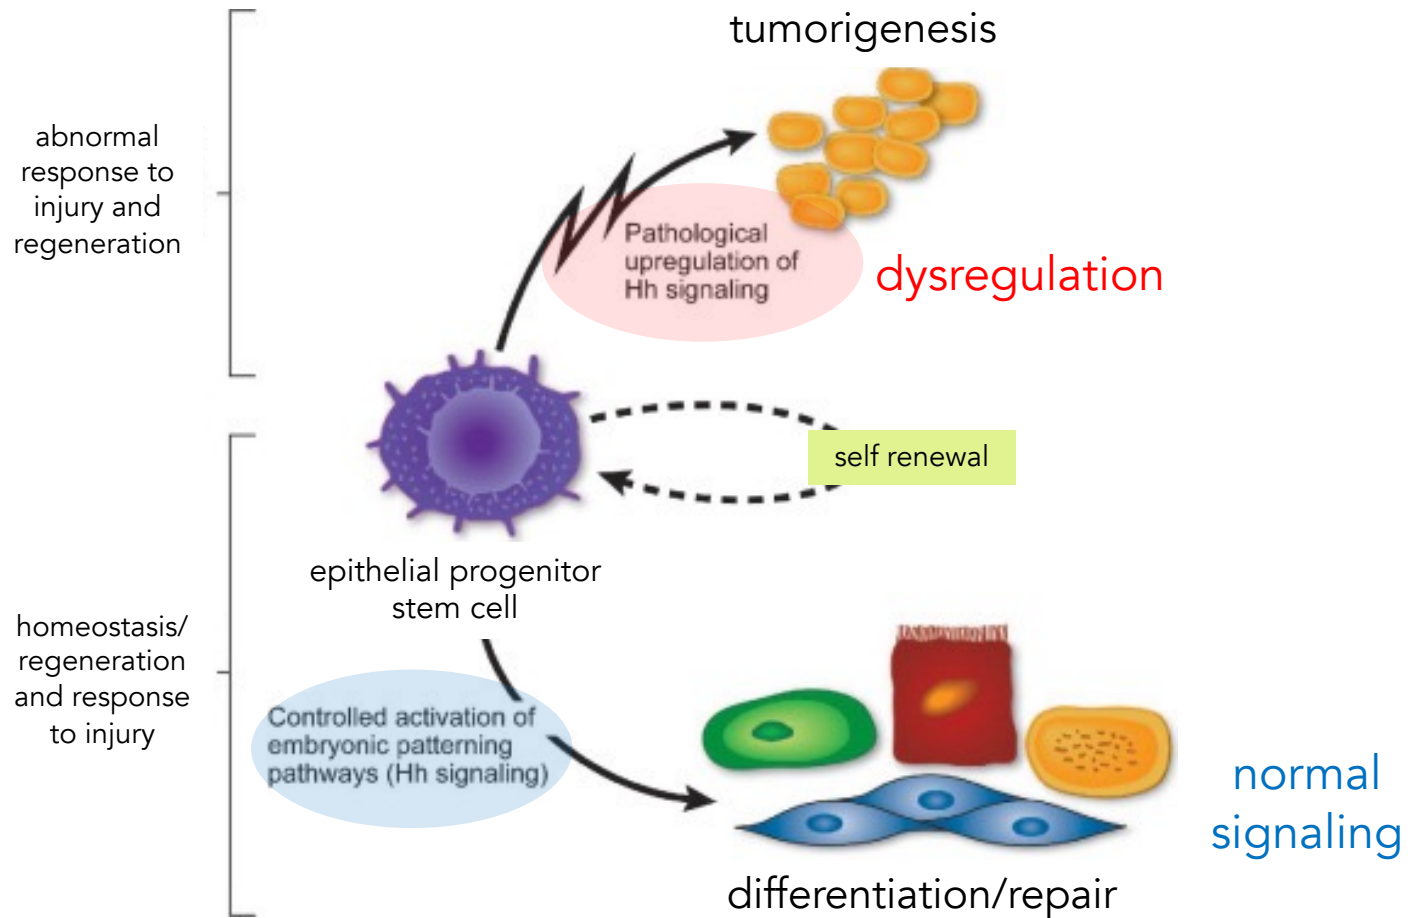 tumorigenesis
abnormal
response to
injury and
regeneration
Pathological
upregulation of
Hh signaling
dysregulation
self renewal
epithelial progenitor
stem cell
homeostasis/
regeneration
and response
to injury
Controlled activation of
embryonic patterning
pathways (Hh signaling)
normal
signaling
differentiation/repair